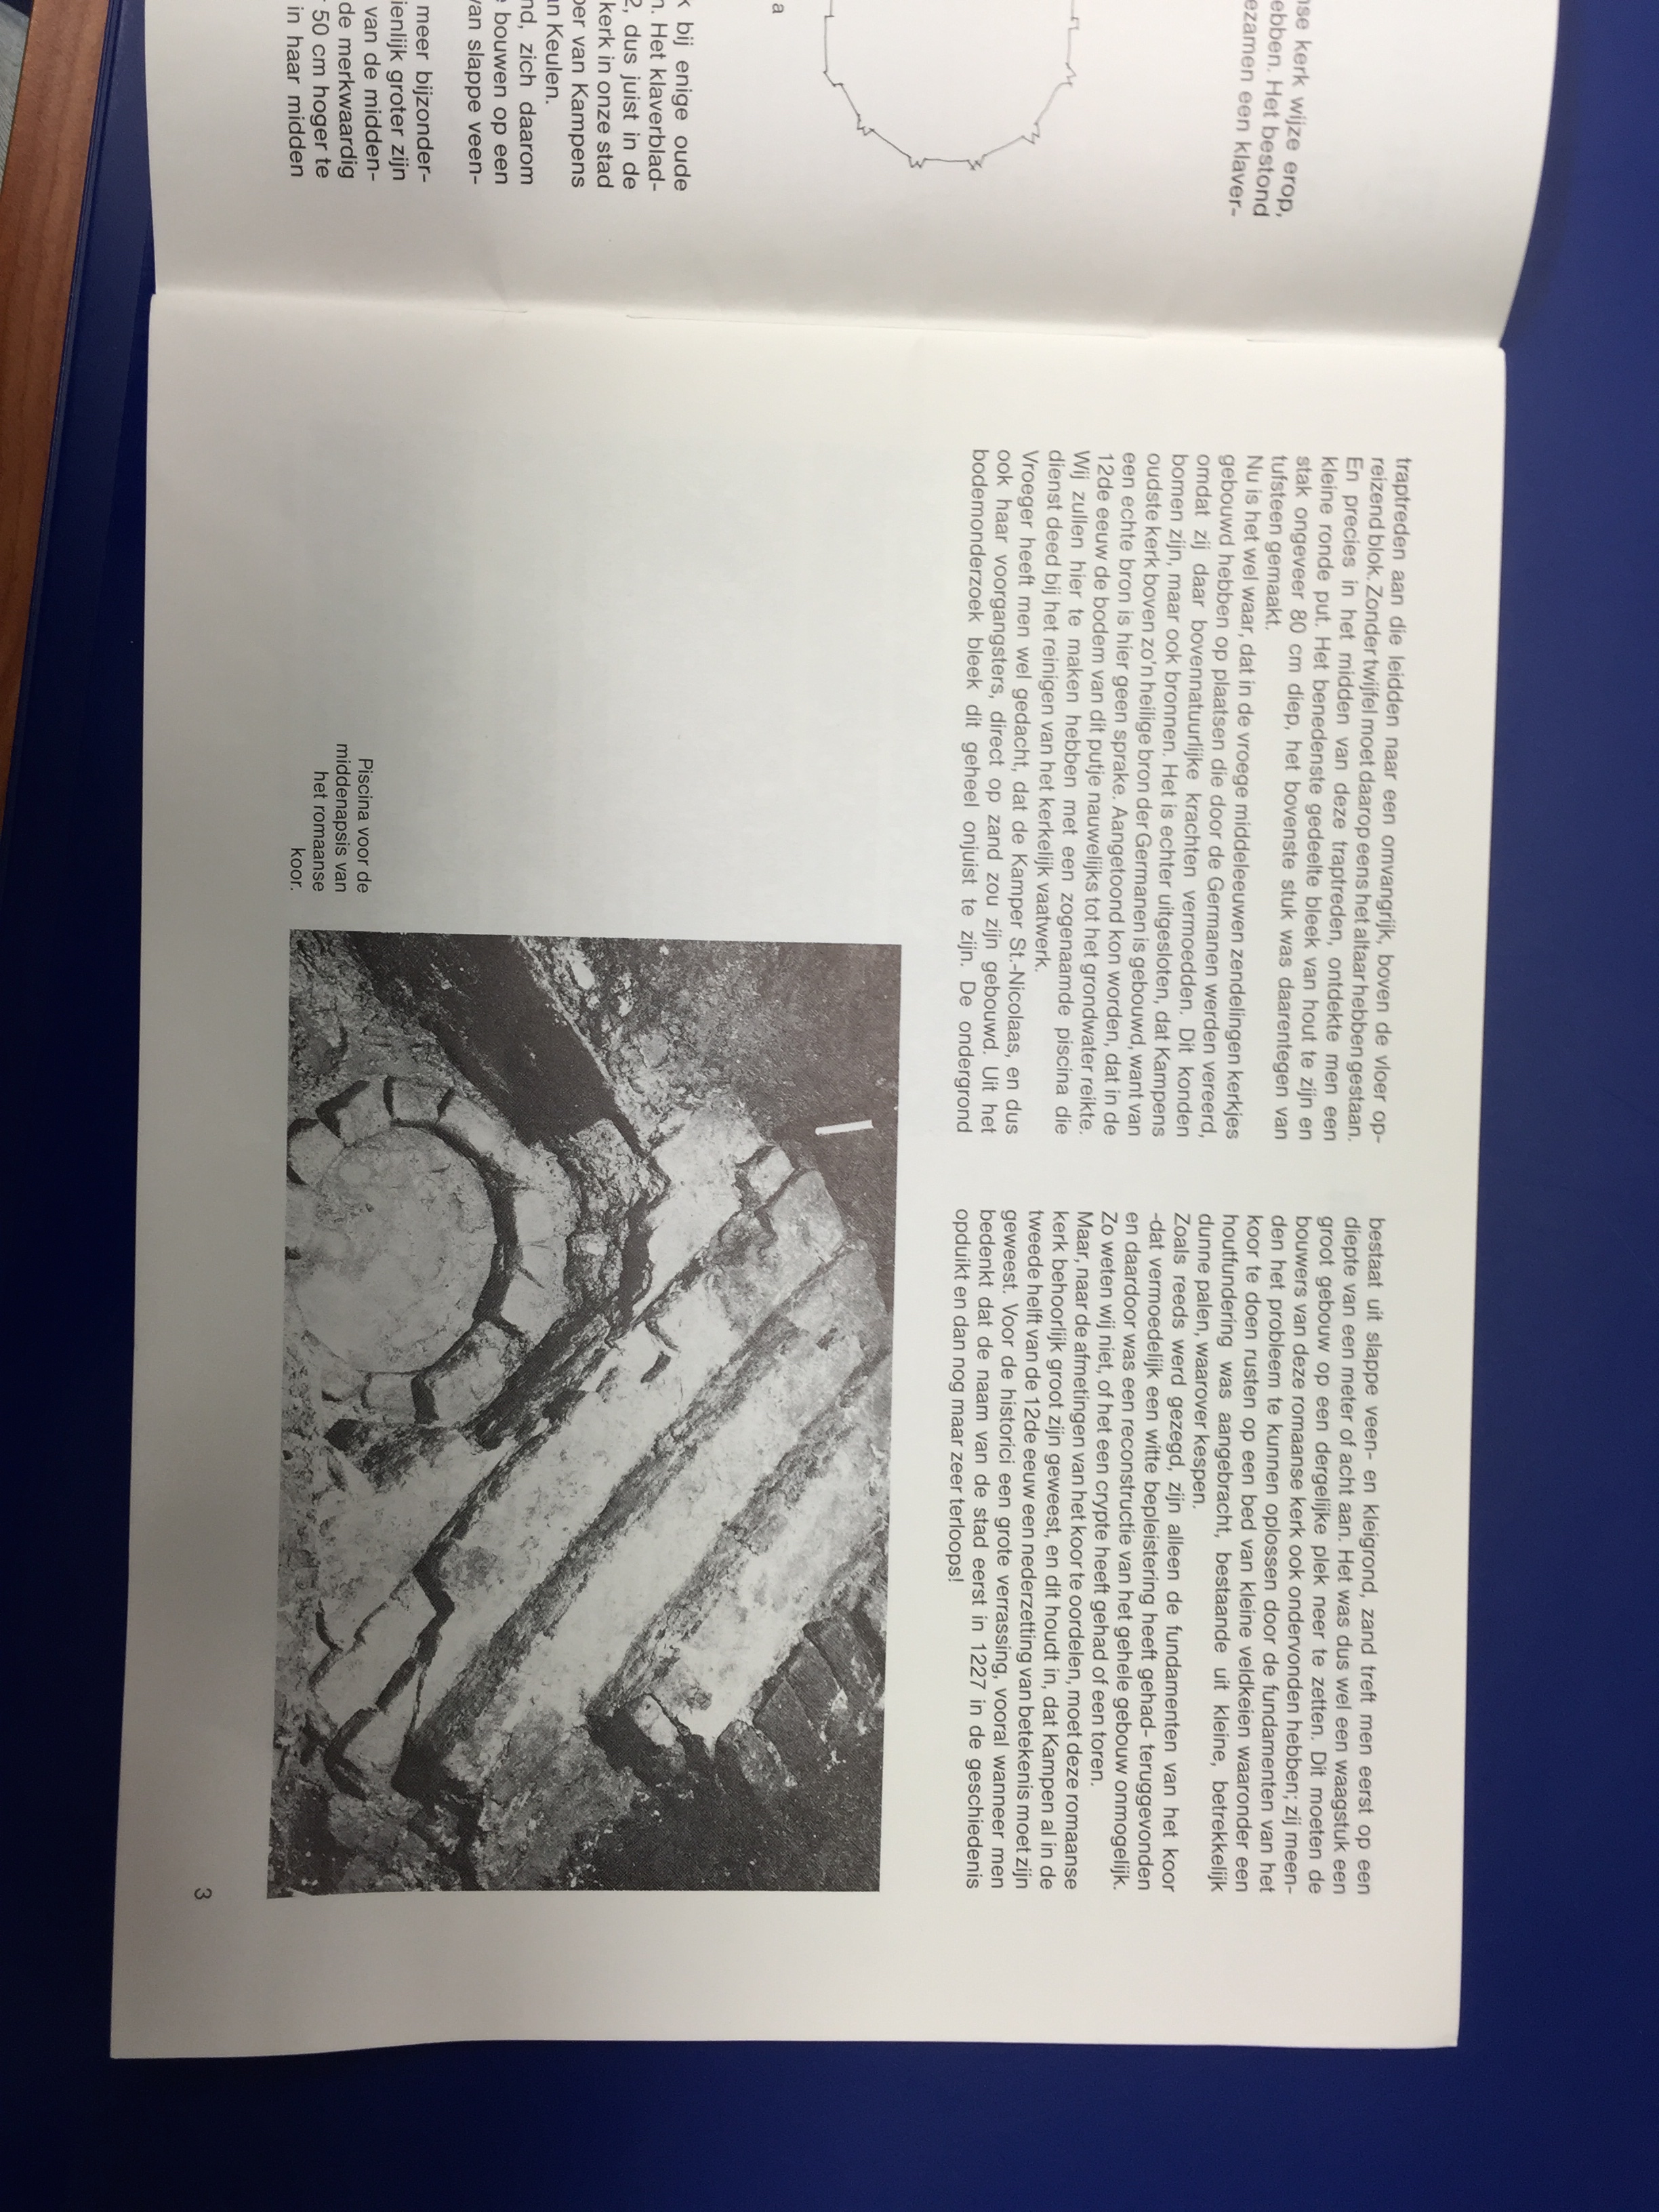 nse kerk wijze erop,
ebben. Het bestond
ezamen een klaver-
a
k bij enige oude
n. Het klaverblad-
2, dus juist in de
kerk in onze stad
per van Kampens
an Keulen.
nd, zich daarom
e bouwen op een
van slappe veen-
meer bijzonder-
ienlijk groter zijn
van de midden-
de merkwaardig
50 cm hoger te
in haar midden
traptreden aan die leidden naar een omvangrijk, boven de vloer op-
reizend blok. Zonder twijfel moet daarop eens het altaar hebben gestaan.
En precies in het midden van deze traptreden, ontdekte men een
kleine ronde put. Het benedenste gedeelte bleek van hout te zijn en
stak ongeveer 80 cm diep, het bovenste stuk was daarentegen van
tufsteen gemaakt.
Nu is het wel waar, dat in de vroege middeleeuwen zendelingen kerkjes
gebouwd hebben op plaatsen die door de Germanen werden vereerd,
omdat zij daar bovennatuurlijke krachten vermoedden. Dit konden
bomen zijn, maar ook bronnen. Het is echter uitgesloten, dat Kampens
oudste kerk boven zo'n heilige bron der Germanen is gebouwd, want van
een echte bron is hier geen sprake. Aangetoond kon worden, dat in de
12de eeuw de bodem van dit putje nauwelijks tot het grondwater reikte.
Wij zullen hier te maken hebben met een zogenaamde piscina die
dienst deed bij het reinigen van het kerkelijk vaatwerk.
Vroeger heeft men wel gedacht, dat de Kamper St.-Nicolaas, en dus
ook haar voorgangsters, direct op zand zou zijn gebouwd. Uit het
bodemonderzoek bleek dit geheel onjuist te zijn. De ondergrond
bestaat uit slappe veen- en kleigrond, zand treft men eerst op een
diepte van een meter of acht aan. Het was dus wel een waagstuk een
groot gebouw op een dergelijke plek neer te zetten. Dit moeten de
bouwers van deze romaanse kerk ook ondervonden hebben; zij meen-
den het probleem te kunnen oplossen door de fundamenten van het
koor te doen rusten op een bed van kleine veldkeien waaronder een
houtfundering was aangebracht, bestaande uit kleine, betrekkelijk
dunne palen, waarover kespen.
Zoals reeds werd gezegd, zijn alleen de fundamenten van het koor
-dat vermoedelijk een witte bepleistering heeft gehad- teruggevonden
en daardoor was een reconstructie van het gehele gebouw onmogelijk.
Zo weten wij niet, of het een crypte heeft gehad of een toren.
Maar, naar de afmetingen van het koor te oordelen, moet deze romaanse
kerk behoorlijk groot zijn geweest, en dit houdt in, dat Kampen al in de
tweede helft van de 12de eeuw een nederzetting van betekenis moet zijn
geweest. Voor de historici een grote verrassing, vooral wanneer men
bedenkt dat de naam van de stad eerst in 1227 in de geschiedenis
opduikt en dan nog maar zeer terloops!
Piscina voor de
middenapsis van
het romaanse
koor.
3